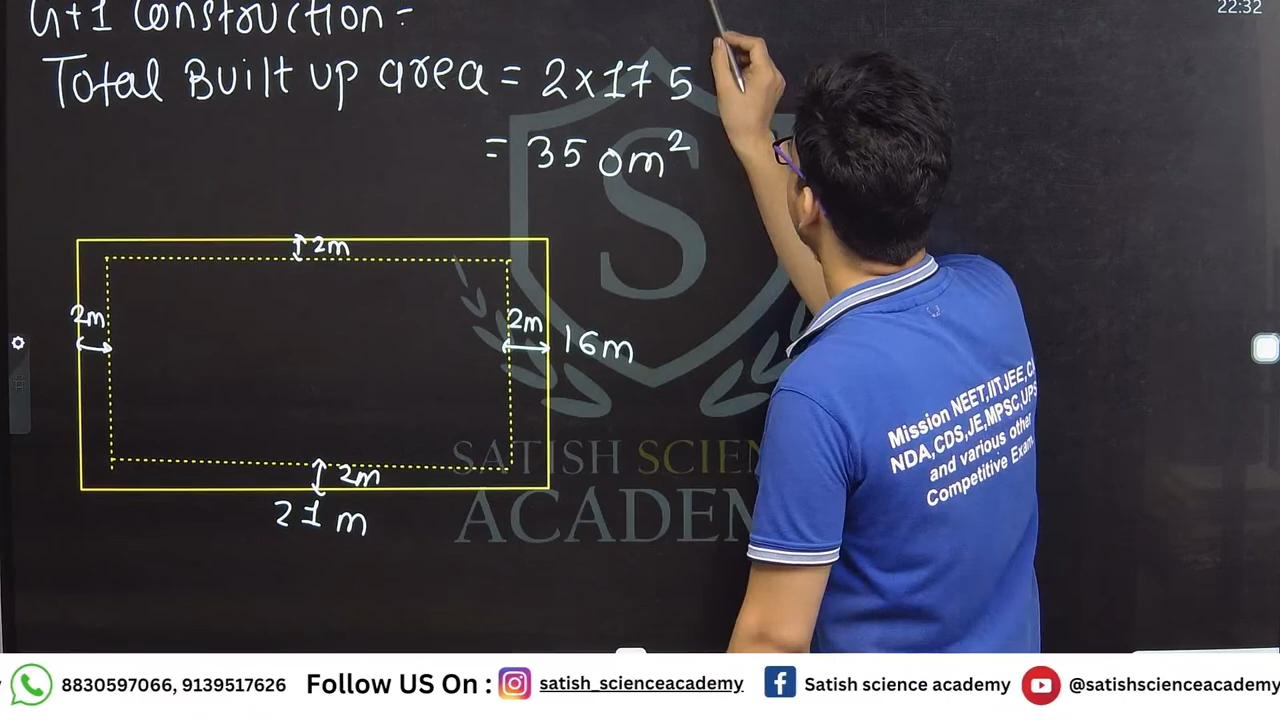 G+1 Construction:-
22:32
Total Built up area = 2×175
= 350m²
2m
2m
2m
16m
2m
21m
S
SATISH SCIEN
ACADEM
Mission NEET,IIT JEE,C
NDA,CDS,JE,MPSC,UPS
and various other
Competitive Exam
8830597066, 9139517626 Follow US On : satish_scienceacademy Satish science academy @satishscienceacademy